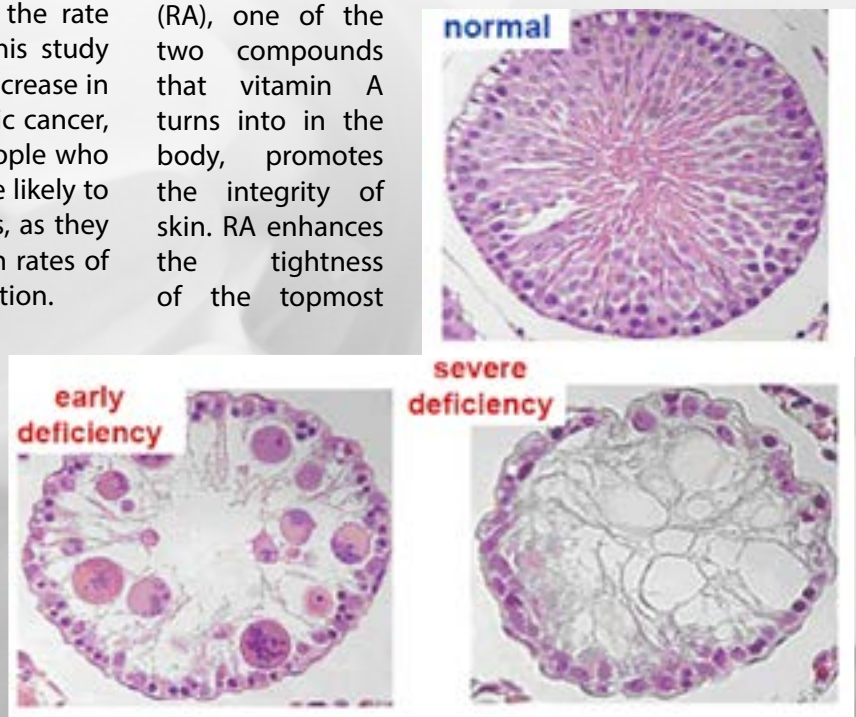 the rate
his study
crease in
ic cancer,
ople who
e likely to
s, as they
n rates of
tion.
(RA), one of the
two compounds
that vitamin A
turns into in the
body, promotes
the integrity of
skin. RA enhances
the tightness
of the topmost
normal
early
deficiency
severe
deficiency